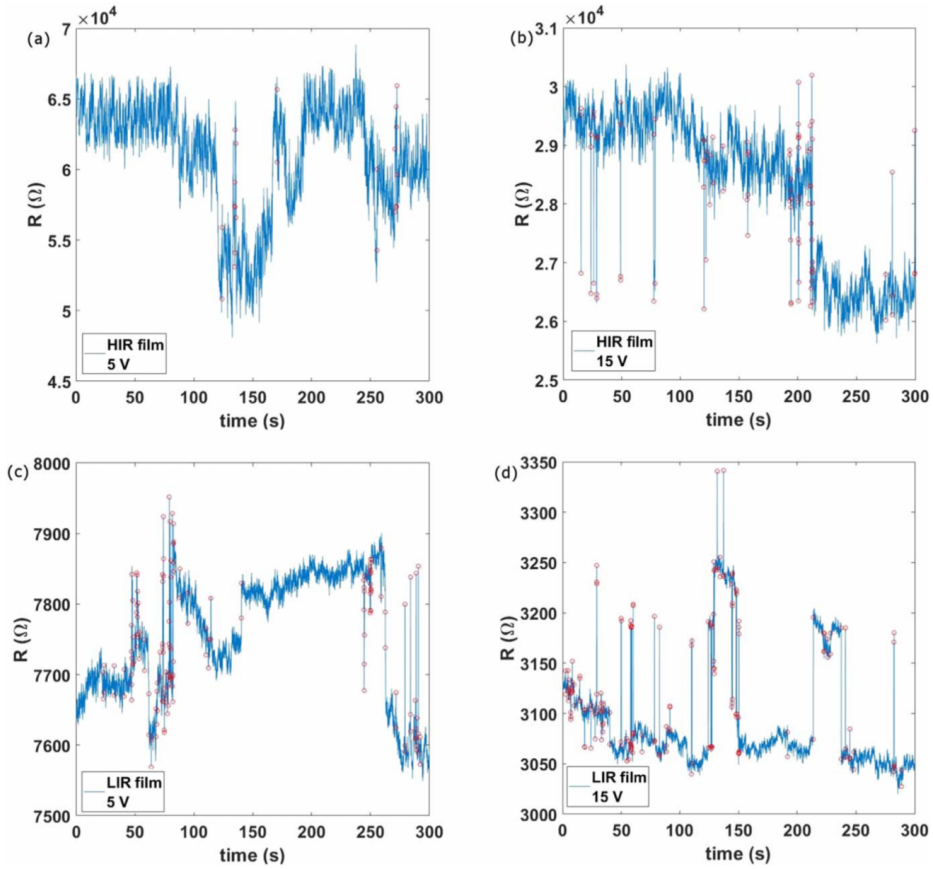 (a)
×10⁴
7
6.5
6
5.5
5
4.5
R (Ω)
0 50 100 150 200 250 300
time (s)
HIR film
5 V
(b)
×10⁴
3.1
3
2.9
2.8
2.7
2.6
2.5
R (Ω)
0 50 100 150 200 250 300
time (s)
HIR film
15 V
(c)
8000
7900
7800
7700
7600
7500
R (Ω)
0 50 100 150 200 250 300
time (s)
LIR film
5 V
(d)
3350
3300
3250
3200
3150
3100
3050
3000
R (Ω)
0 50 100 150 200 250 300
time (s)
LIR film
15 V